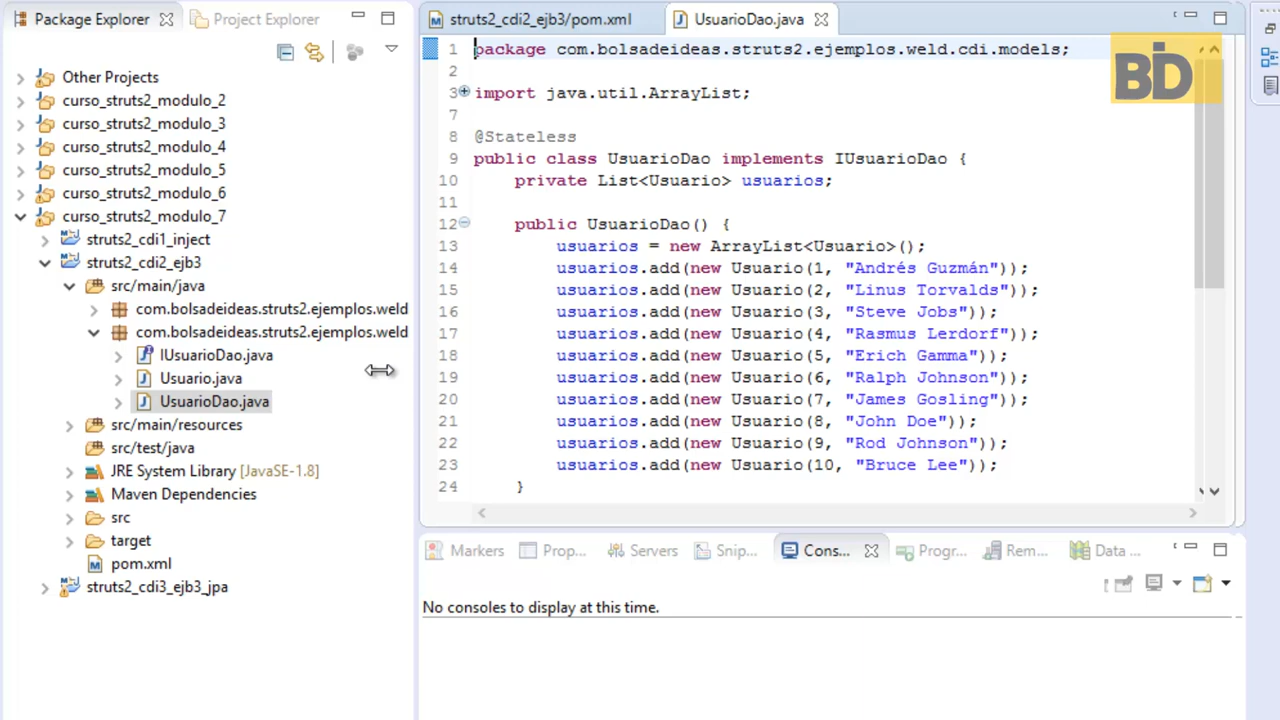 Package Explorer
Project Explorer
Other Projects
curso_struts2_modulo_2
curso_struts2_modulo_3
curso_struts2_modulo_4
curso_struts2_modulo_5
curso_struts2_modulo_6
curso_struts2_modulo_7
struts2_cdi1_inject
struts2_cdi2_ejb3
src/main/java
com.bolsadeideas.struts2.ejemplos.weld
com.bolsadeideas.struts2.ejemplos.weld
IUsuarioDao.java
Usuario.java
UsuarioDao.java
src/main/resources
src/test/java
JRE System Library [JavaSE-1.8]
Maven Dependencies
src
target
pom.xml
struts2_cdi3_ejb3_jpa
struts2_cdi2_ejb3/pom.xml
UsuarioDao.java
1 package com.bolsadeideas.struts2.ejemplos.weld.cdi.models;
2
3 import java.util.ArrayList;
7
8 @Stateless
9 public class UsuarioDao implements IUsuarioDao {
10 private List<Usuario> usuarios;
11
12 public UsuarioDao() {
13 usuarios = new ArrayList<Usuario>();
14 usuarios.add(new Usuario(1, "Andrés Guzmán"));
15 usuarios.add(new Usuario(2, "Linus Torvalds"));
16 usuarios.add(new Usuario(3, "Steve Jobs"));
17 usuarios.add(new Usuario(4, "Rasmus Lerdorf"));
18 usuarios.add(new Usuario(5, "Erich Gamma"));
19 usuarios.add(new Usuario(6, "Ralph Johnson"));
20 usuarios.add(new Usuario(7, "James Gosling"));
21 usuarios.add(new Usuario(8, "John Doe"));
22 usuarios.add(new Usuario(9, "Rod Johnson"));
23 usuarios.add(new Usuario(10, "Bruce Lee"));
24 }
BD
Markers
Prop...
Servers
Snip...
Cons...
Progr...
Rem...
Data ...
No consoles to display at this time.